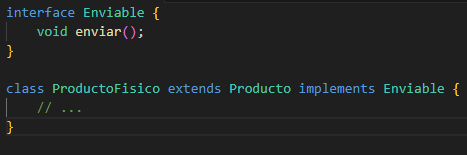 interface Enviable {
    void enviar();
}

class ProductoFisico extends Producto implements Enviable {
    // ...
}